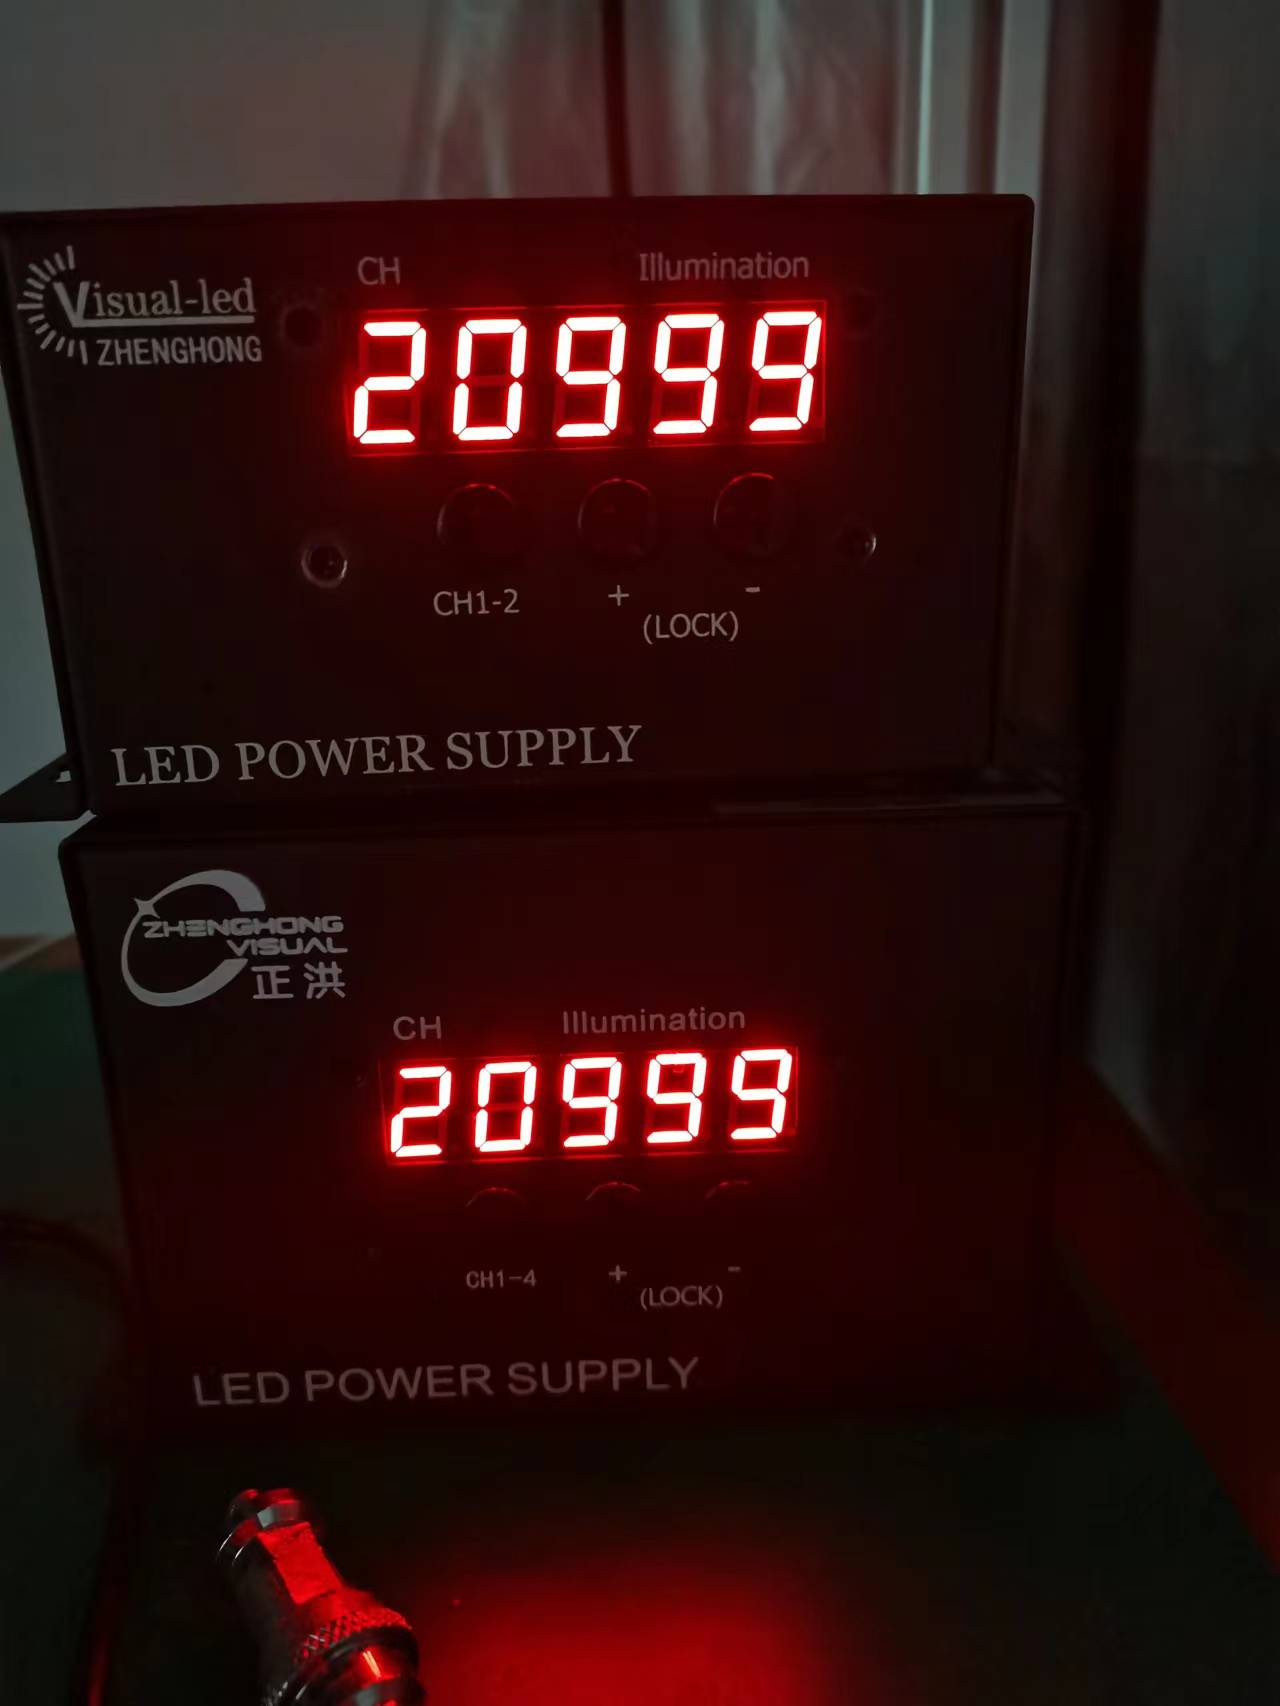 CH Illumination
Visual-led
ZHENGHONG
20999
CH1-2 + -
(LOCK)
LED POWER SUPPLY
ZHENGHONG
VISUAL
正洪
CH Illumination
20999
CH1-4 + -
(LOCK)
LED POWER SUPPLY